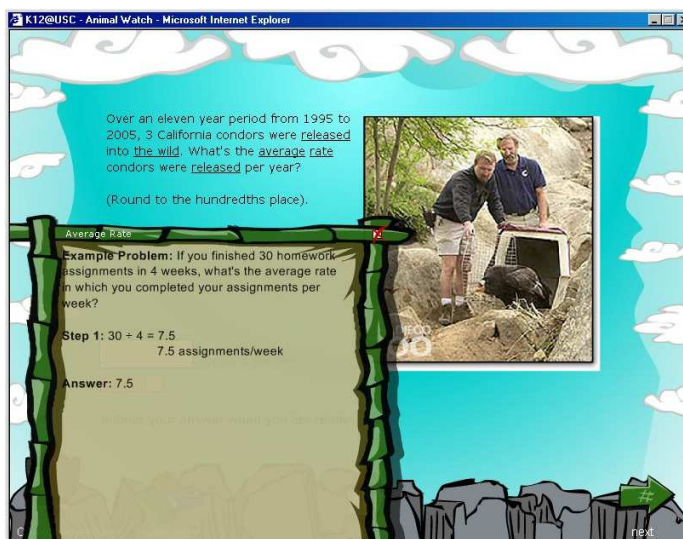 K12@USC - Animal Watch - Microsoft Internet Explorer
Over an eleven year period from 1995 to
2005, 3 California condors were released
into the wild. What's the average rate
condors were released per year?
(Round to the hundredths place).
Average Rate
Example Problem: If you finished 30 homework
assignments in 4 weeks, what's the average rate
in which you completed your assignments per
week?
Step 1: 30 ÷ 4 = 7.5
7.5 assignments/week
Answer: 7.5
#
next